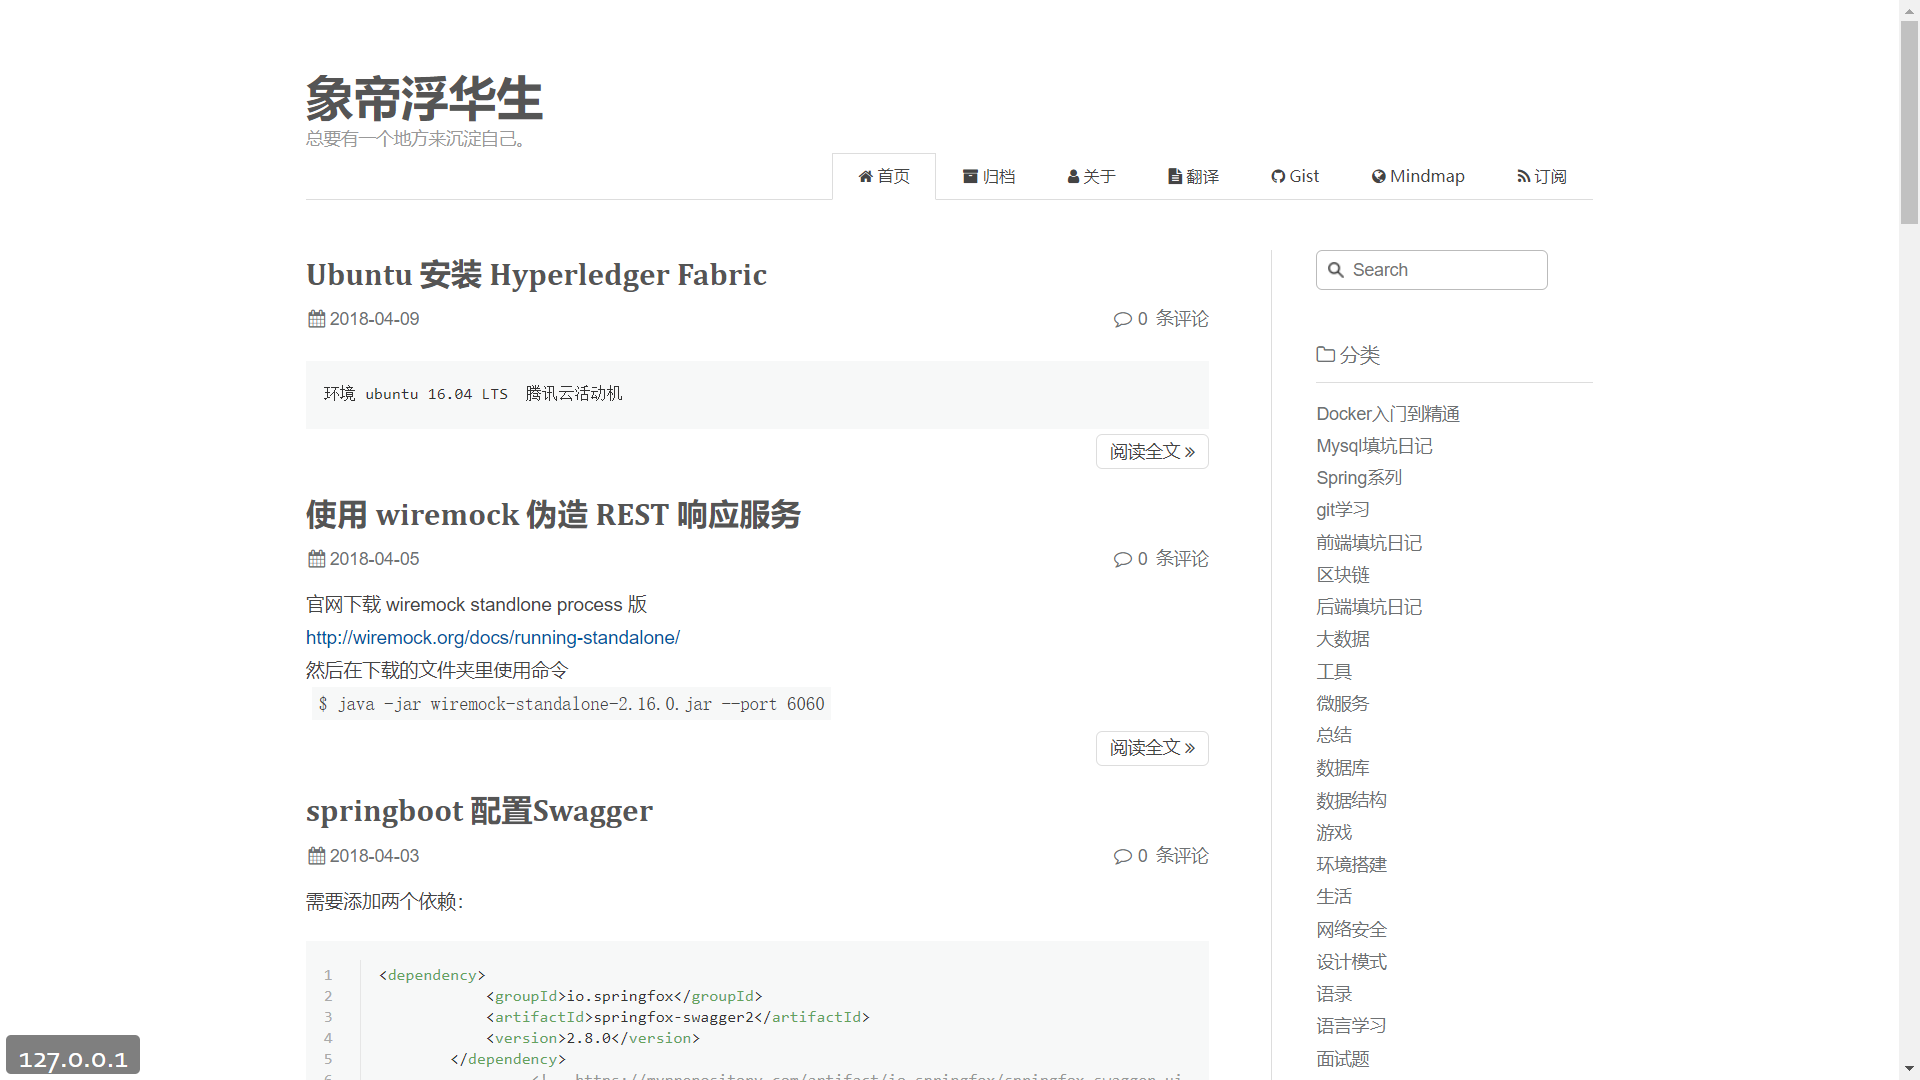 象帝浮华生
总要有一个地方来沉淀自己。
首页 归档 关于 翻译 Gist Mindmap 订阅
Ubuntu 安装 Hyperledger Fabric
2018-04-09 0 条评论
环境 ubuntu 16.04 LTS 腾讯云活动机
阅读全文 »
使用 wiremock 伪造 REST 响应服务
2018-04-05 0 条评论
官网下载 wiremock standlone process 版
http://wiremock.org/docs/running-standalone/
然后在下载的文件夹里使用命令
$ java -jar wiremock-standalone-2.16.0.jar --port 6060
阅读全文 »
springboot 配置Swagger
2018-04-03 0 条评论
需要添加两个依赖：
1 <dependency>
2 <groupId>io.springfox</groupId>
3 <artifactId>springfox-swagger2</artifactId>
4 <version>2.8.0</version>
5 </dependency>
Search
分类
Docker入门到精通
Mysql填坑日记
Spring系列
git学习
前端填坑日记
区块链
后端填坑日记
大数据
工具
微服务
总结
数据库
数据结构
游戏
环境搭建
生活
网络安全
设计模式
语录
语言学习
面试题
127.0.0.1